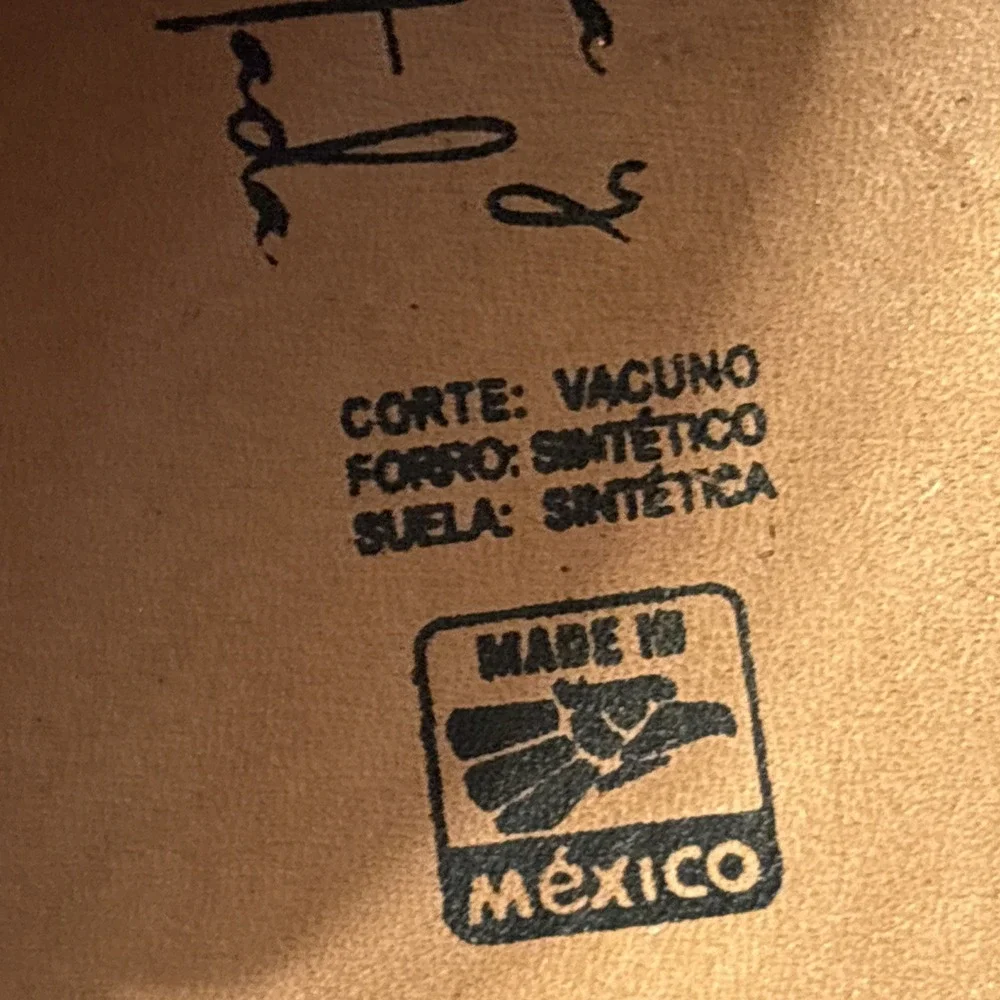 CORTE: VACUNO
FORRO: SINTÉTICO
SUELA: SINTÉTICA
MADE IN
MÉXICO